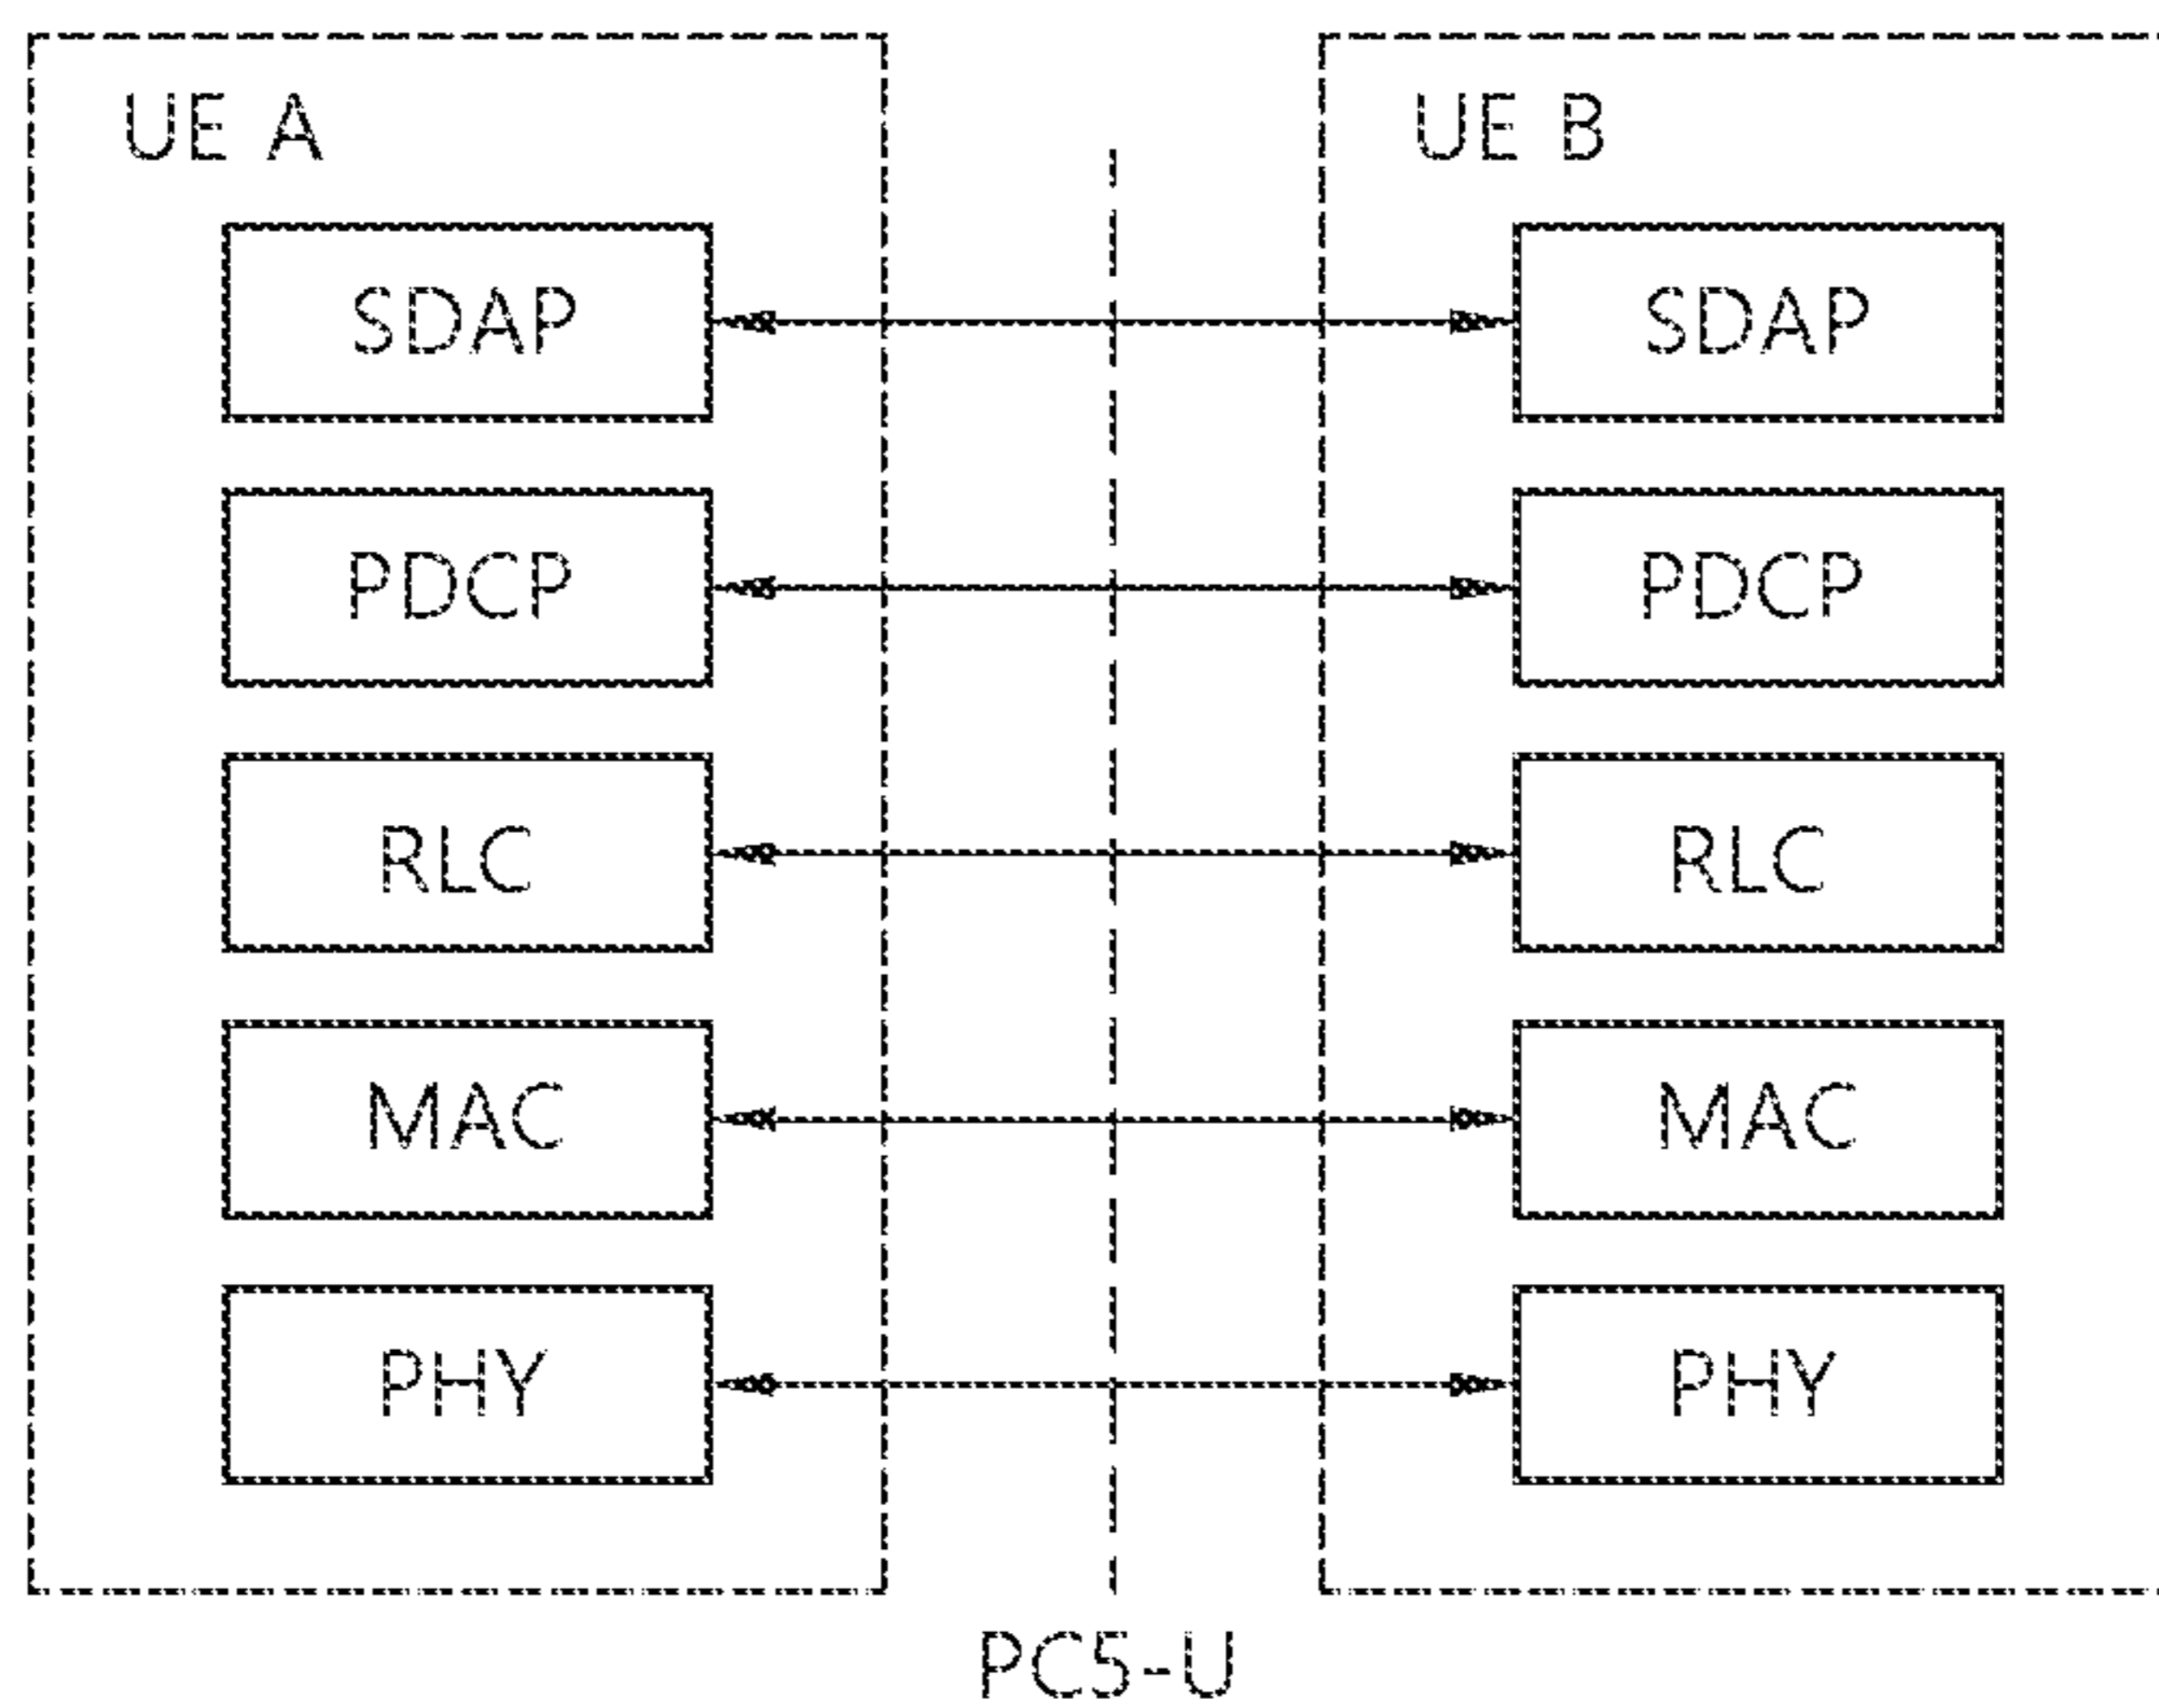 UE A
UE B
SDAP
SDAP
PDCP
PDCP
RLC
RLC
MAC
MAC
PHY
PHY
PC5-U